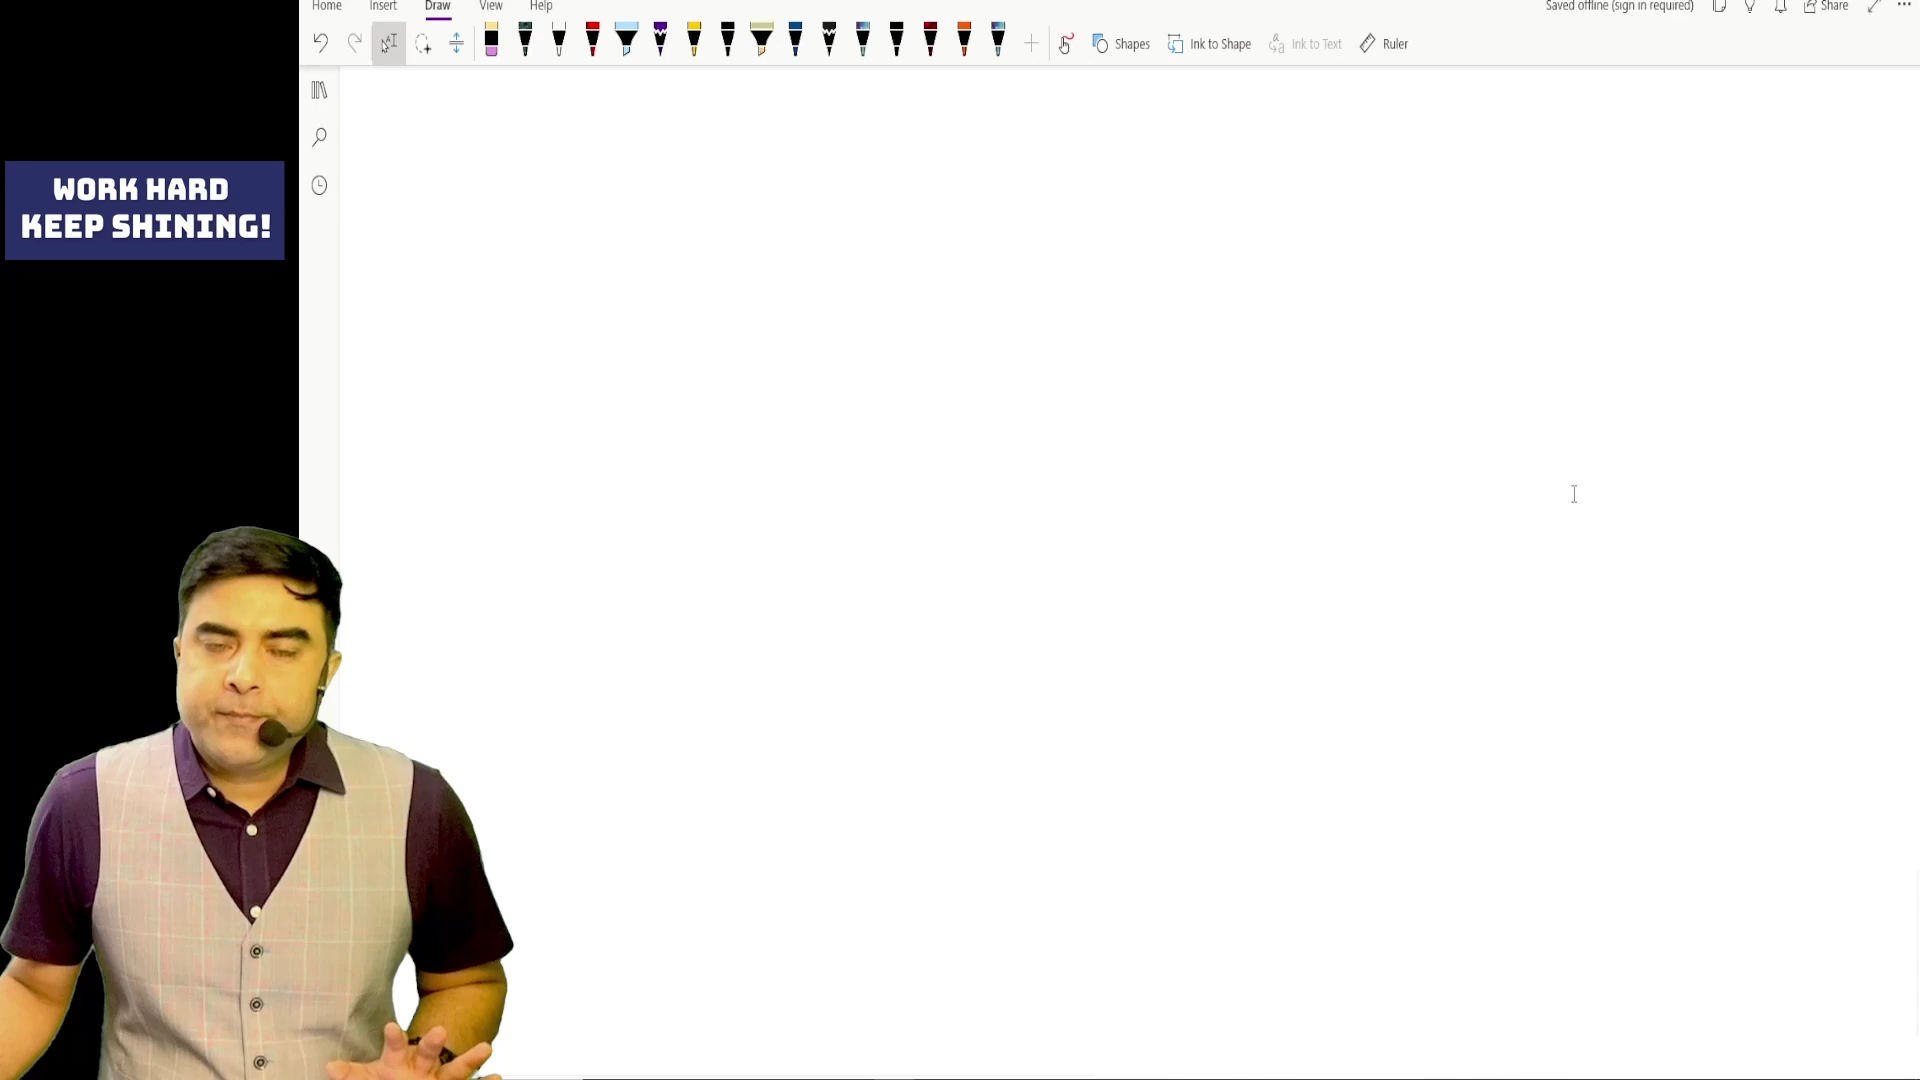 Home Insert Draw View Help Saved offline (sign in required) Share
Shapes Ink to Shape Ink to Text Ruler
WORK HARD
KEEP SHINING!